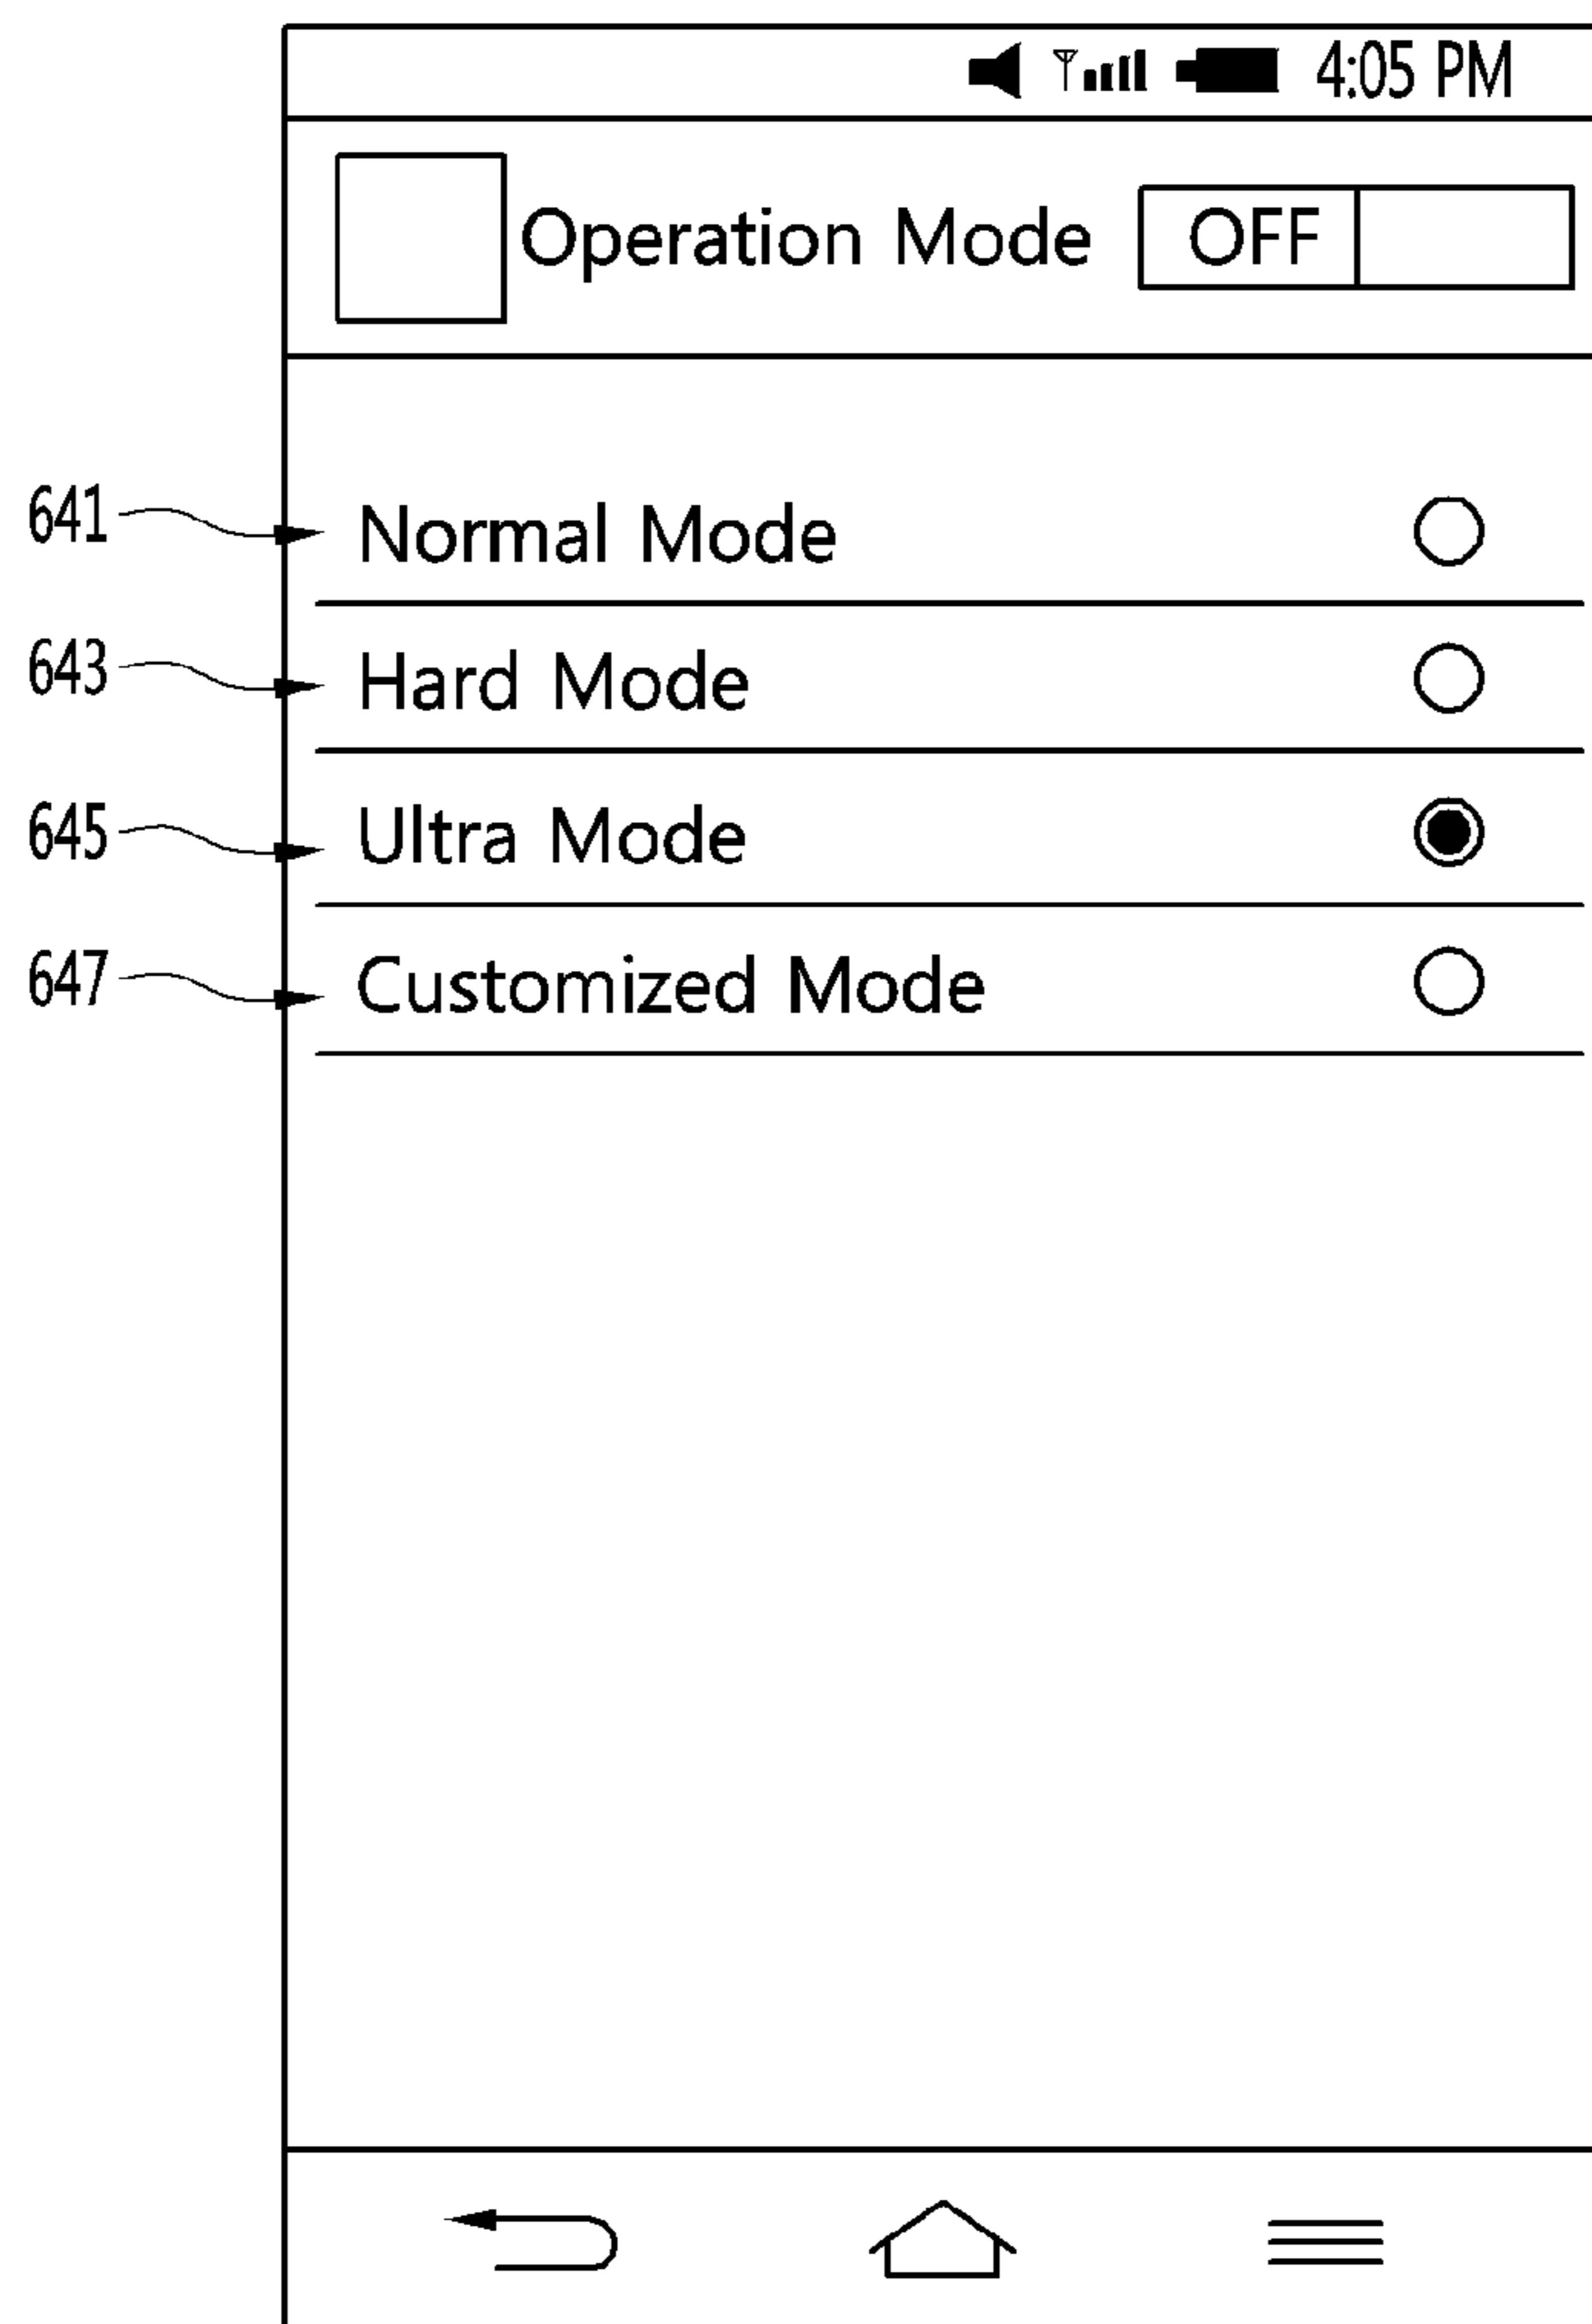 4:05 PM
Operation Mode OFF
641 Normal Mode
643 Hard Mode
645 Ultra Mode
647 Customized Mode